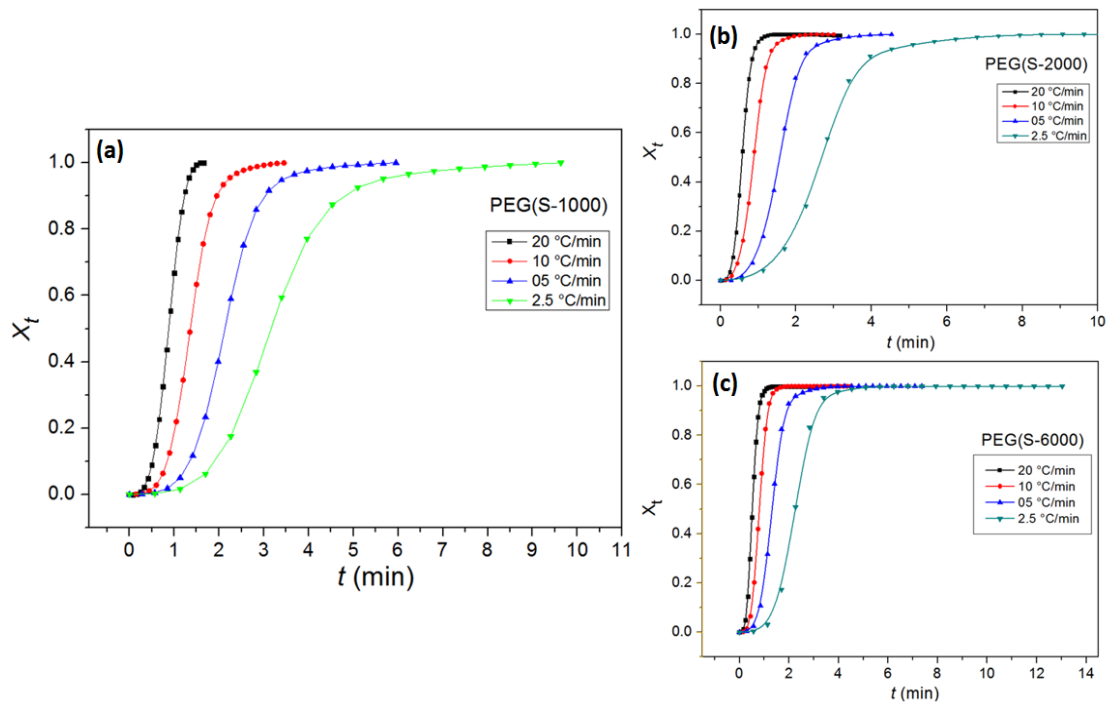 (a)
1.0
0.8
0.6
0.4
0.2
0.0
X_t
PEG(S-1000)
20 °C/min
10 °C/min
05 °C/min
2.5 °C/min
0 1 2 3 4 5 6 7 8 9 10 11
t (min)
(b)
1.0
0.8
0.6
0.4
0.2
0.0
X_t
PEG(S-2000)
20 °C/min
10 °C/min
05 °C/min
2.5 °C/min
0 2 4 6 8 10
t (min)
(c)
1.0
0.8
0.6
0.4
0.2
0.0
X_t
PEG(S-6000)
20 °C/min
10 °C/min
05 °C/min
2.5 °C/min
0 2 4 6 8 10 12 14
t (min)